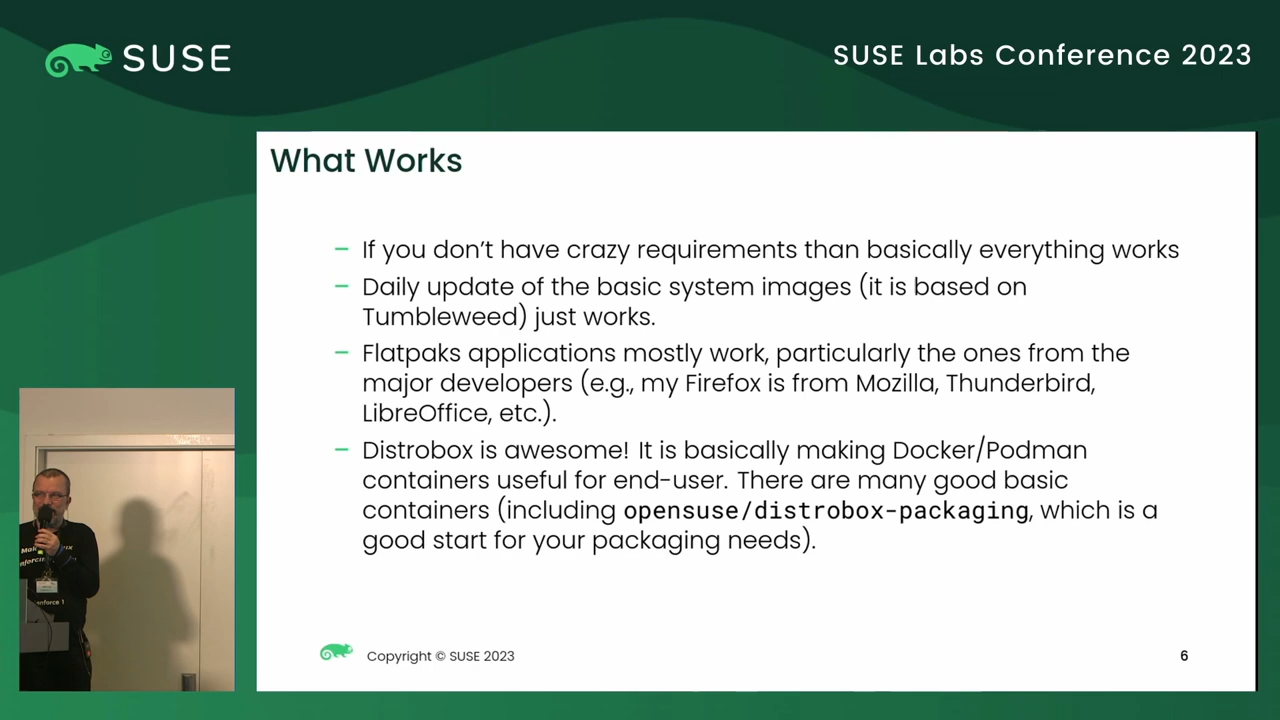 SUSE
SUSE Labs Conference 2023
What Works
– If you don't have crazy requirements than basically everything works
– Daily update of the basic system images (it is based on
Tumbleweed) just works.
– Flatpaks applications mostly work, particularly the ones from the
major developers (e.g., my Firefox is from Mozilla, Thunderbird,
LibreOffice, etc.).
– Distrobox is awesome! It is basically making Docker/Podman
containers useful for end-user. There are many good basic
containers (including opensuse/distrobox-packaging, which is a
good start for your packaging needs).
Copyright © SUSE 2023
6